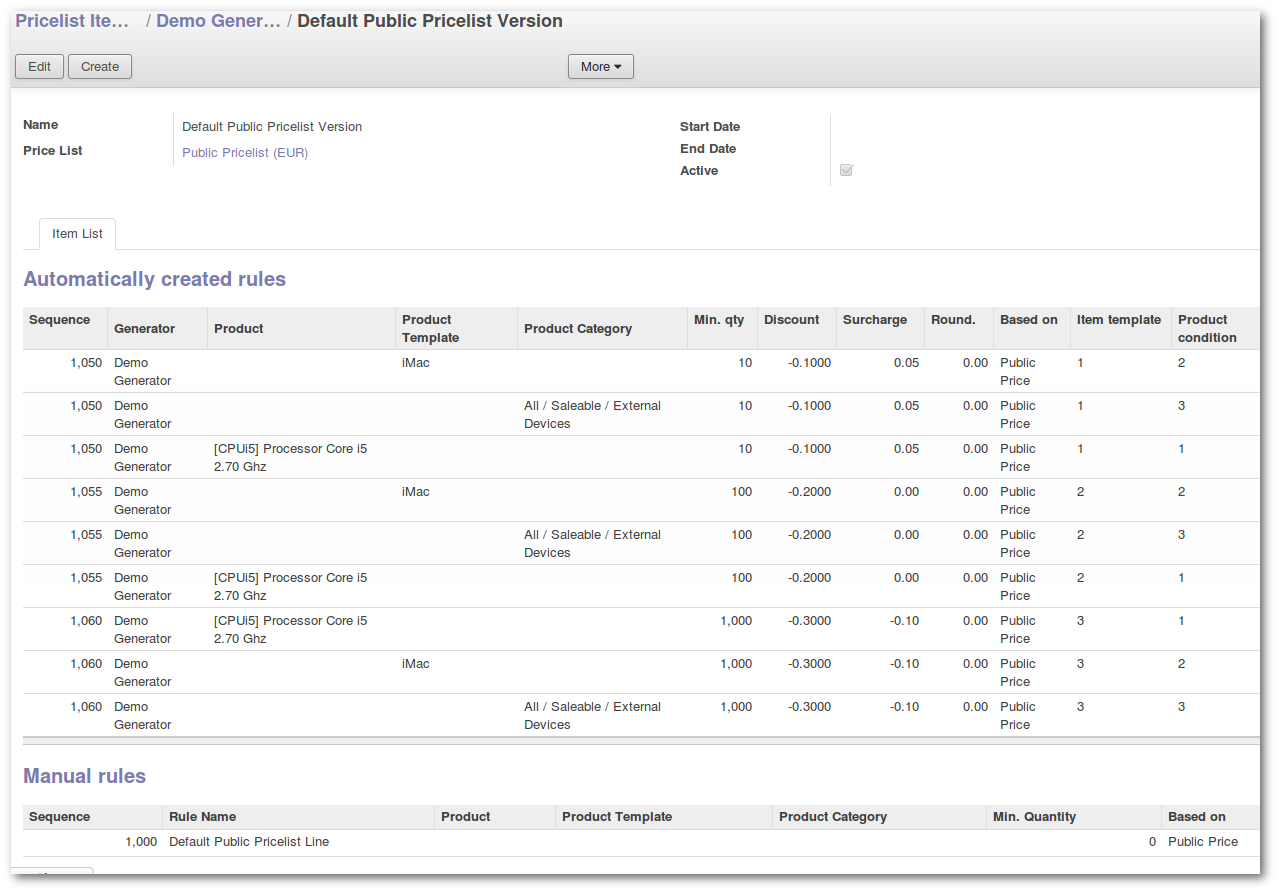 Pricelist Ite... / Demo Gener... / Default Public Pricelist Version
Edit Create More
Name Default Public Pricelist Version Start Date
Price List Public Pricelist (EUR) End Date
Active
Item List
Automatically created rules
Sequence Generator Product Product Template Product Category Min. qty Discount Surcharge Round. Based on Item template Product condition
1,050 Demo Generator iMac 10 -0.1000 0.05 0.00 Public Price 1 2
1,050 Demo Generator All / Saleable / External Devices 10 -0.1000 0.05 0.00 Public Price 1 3
1,050 Demo Generator [CPUi5] Processor Core i5 2.70 Ghz 10 -0.1000 0.05 0.00 Public Price 1 1
1,055 Demo Generator iMac 100 -0.2000 0.00 0.00 Public Price 2 2
1,055 Demo Generator All / Saleable / External Devices 100 -0.2000 0.00 0.00 Public Price 2 3
1,055 Demo Generator [CPUi5] Processor Core i5 2.70 Ghz 100 -0.2000 0.00 0.00 Public Price 2 1
1,060 Demo Generator [CPUi5] Processor Core i5 2.70 Ghz 1,000 -0.3000 -0.10 0.00 Public Price 3 1
1,060 Demo Generator iMac 1,000 -0.3000 -0.10 0.00 Public Price 3 2
1,060 Demo Generator All / Saleable / External Devices 1,000 -0.3000 -0.10 0.00 Public Price 3 3
Manual rules
Sequence Rule Name Product Product Template Product Category Min. Quantity Based on
1,000 Default Public Pricelist Line 0 Public Price